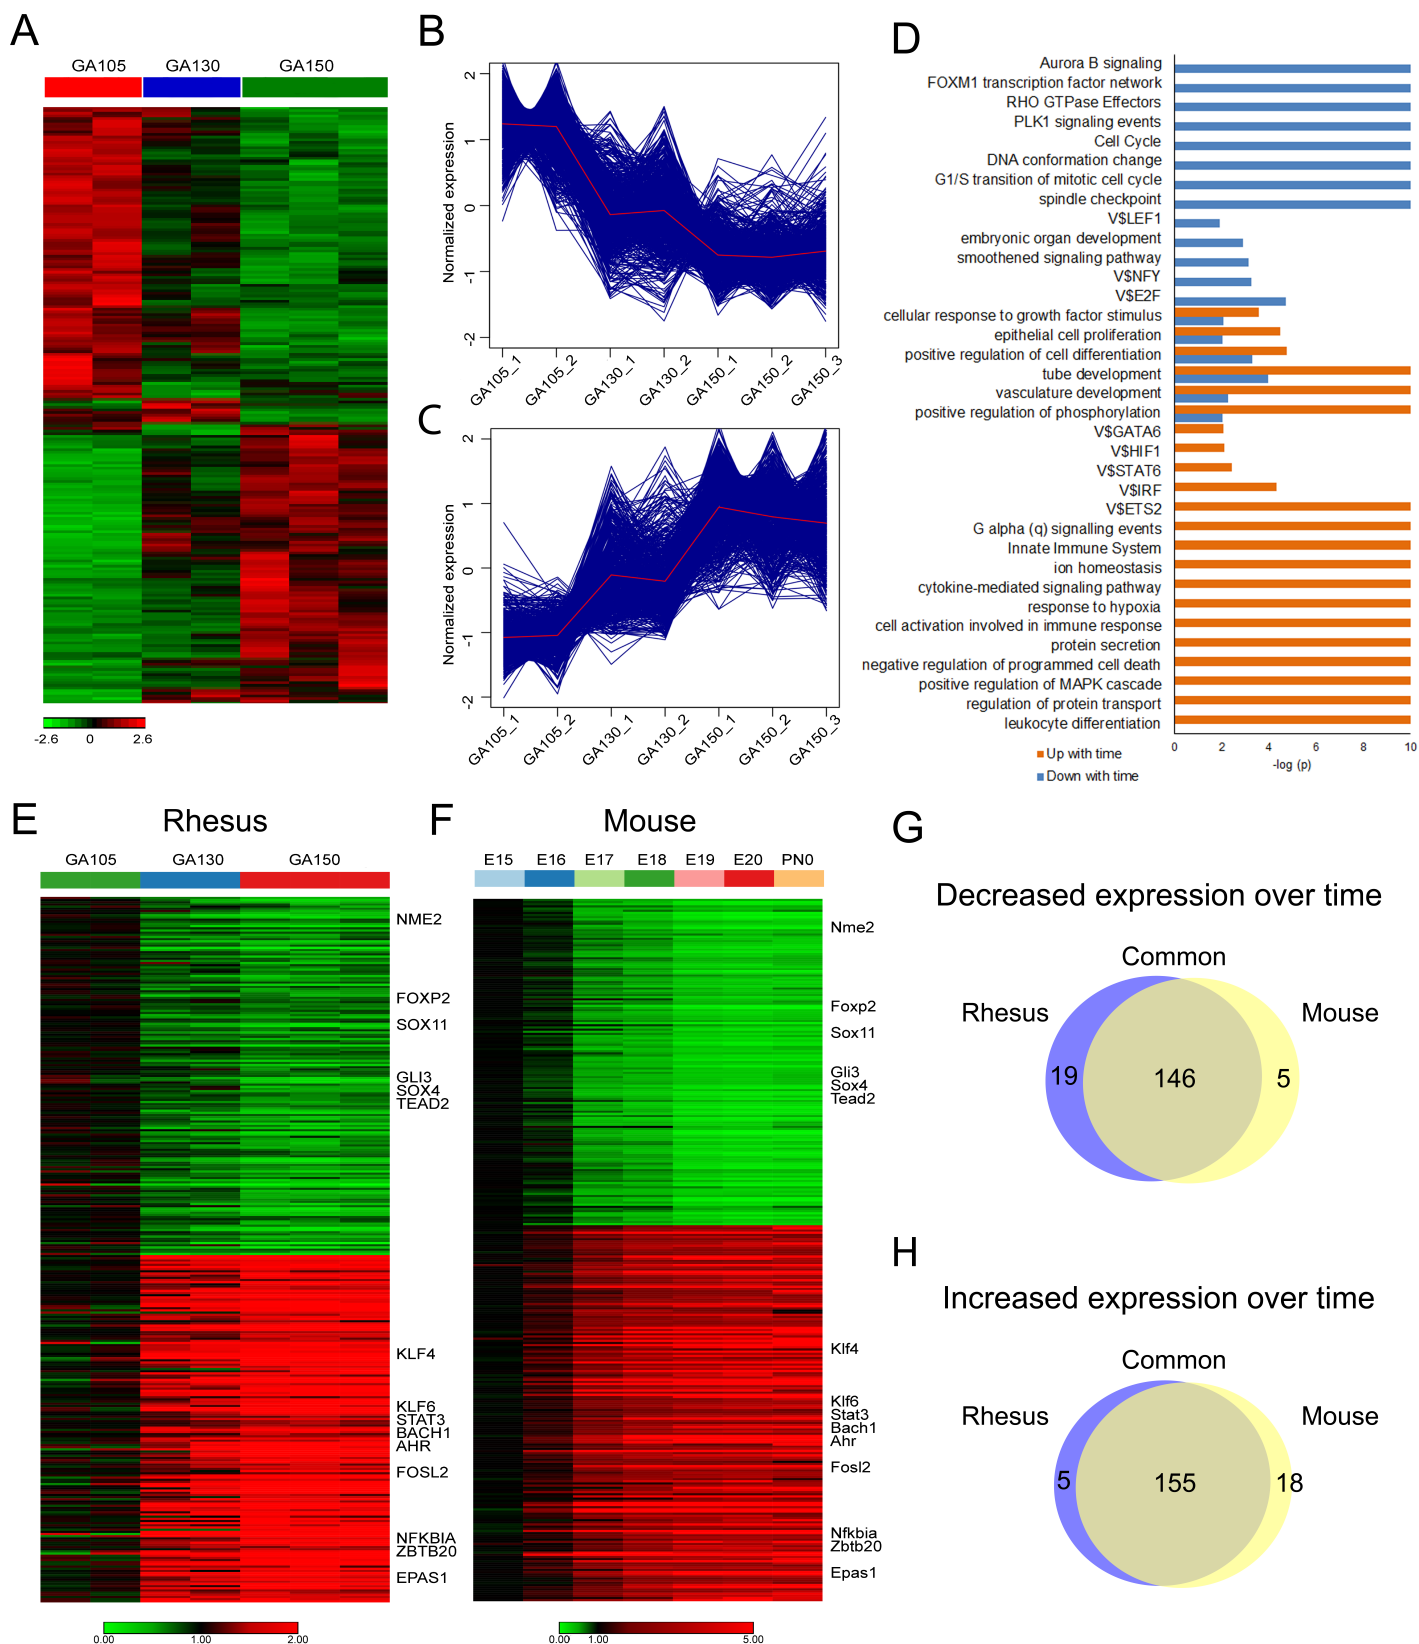 A
GA105 GA130 GA150
-2.6 0 2.6
B
Normalized expression
2
1
0
-1
-2
GA105_1 GA105_2 GA130_1 GA130_2 GA150_1 GA150_2 GA150_3
C
Normalized expression
2
1
0
-1
-2
GA105_1 GA105_2 GA130_1 GA130_2 GA150_1 GA150_2 GA150_3
D
Aurora B signaling
FOXM1 transcription factor network
RHO GTPase Effectors
PLK1 signaling events
Cell Cycle
DNA conformation change
G1/S transition of mitotic cell cycle
spindle checkpoint
V$LEF1
embryonic organ development
smoothened signaling pathway
V$NFY
V$E2F
cellular response to growth factor stimulus
epithelial cell proliferation
positive regulation of cell differentiation
tube development
vasculature development
positive regulation of phosphorylation
V$GATA6
V$HIF1
V$STAT6
V$IRF
V$ETS2
G alpha (q) signalling events
Innate Immune System
ion homeostasis
cytokine-mediated signaling pathway
response to hypoxia
cell activation involved in immune response
protein secretion
negative regulation of programmed cell death
positive regulation of MAPK cascade
regulation of protein transport
leukocyte differentiation
0 2 4 6 8 10
-log (p)
Up with time
Down with time
E
Rhesus
GA105 GA130 GA150
NME2
FOXP2
SOX11
GLI3
SOX4
TEAD2
KLF4
KLF6
STAT3
BACH1
AHR
FOSL2
NFKBIA
ZBTB20
EPAS1
0.00 1.00 2.00
F
Mouse
E15 E16 E17 E18 E19 E20 PN0
Nme2
Foxp2
Sox11
Gli3
Sox4
Tead2
Klf4
Klf6
Stat3
Bach1
Ahr
Fosl2
Nfkbia
Zbtb20
Epas1
0.00 1.00 5.00
G
Decreased expression over time
Common
Rhesus Mouse
19 146 5
H
Increased expression over time
Common
Rhesus Mouse
5 155 18